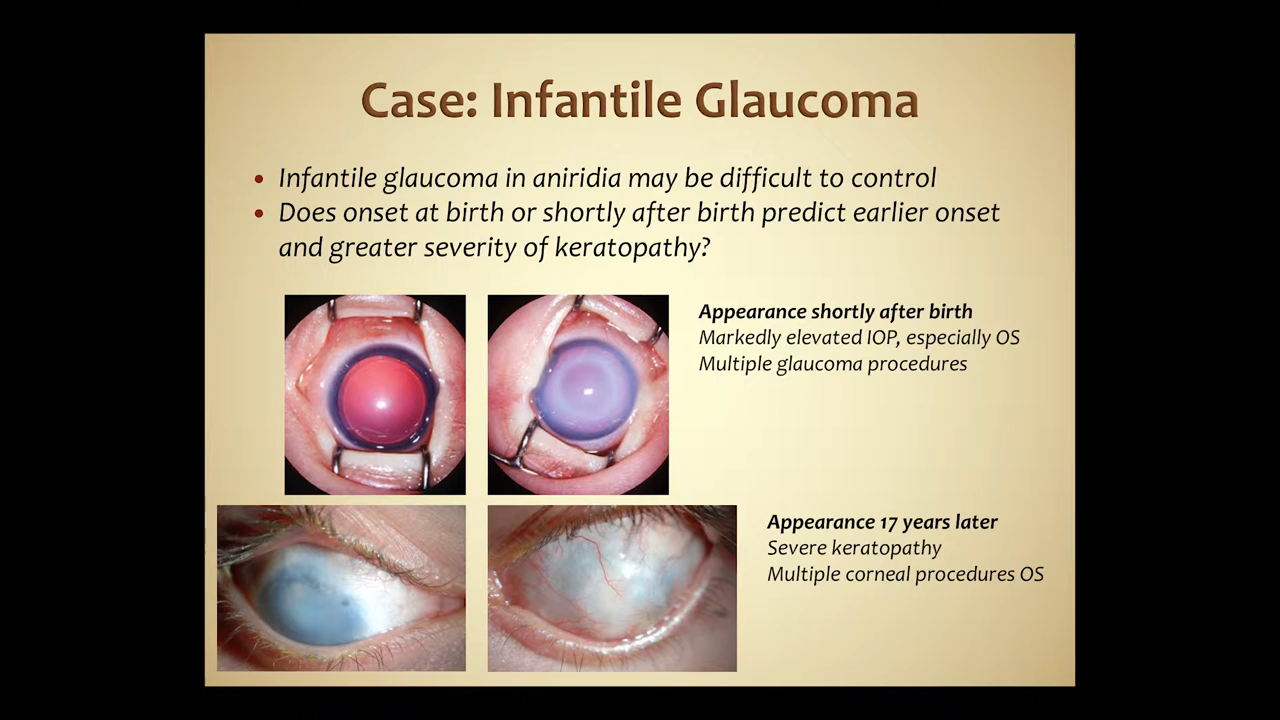 Case: Infantile Glaucoma
• Infantile glaucoma in aniridia may be difficult to control
• Does onset at birth or shortly after birth predict earlier onset
and greater severity of keratopathy?
Appearance shortly after birth
Markedly elevated IOP, especially OS
Multiple glaucoma procedures
Appearance 17 years later
Severe keratopathy
Multiple corneal procedures OS